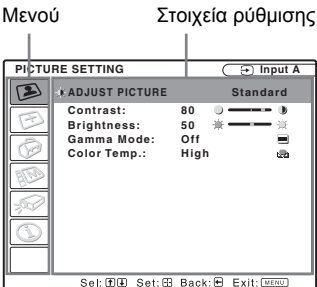 Μενού Στοιχεία ρύθμισης
PICTURE SETTING Input A
ADJUST PICTURE Standard
Contrast: 80
Brightness: 50
Gamma Mode: Off
Color Temp.: High
Sel: Set: Back: Exit: MENU